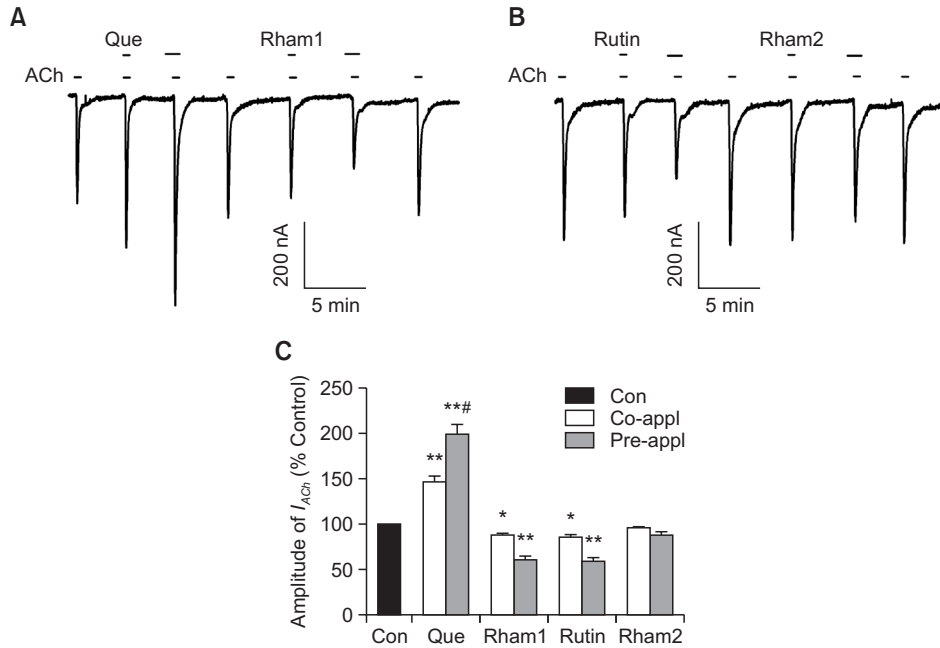 A
Que Rham1
ACh
200 nA
5 min
B
Rutin Rham2
ACh
200 nA
5 min
C
Amplitude of I_ACh (% Control)
250
200
150
100
50
0
**
**#
*
**
*
**
Con
Co-appl
Pre-appl
Con Que Rham1 Rutin Rham2